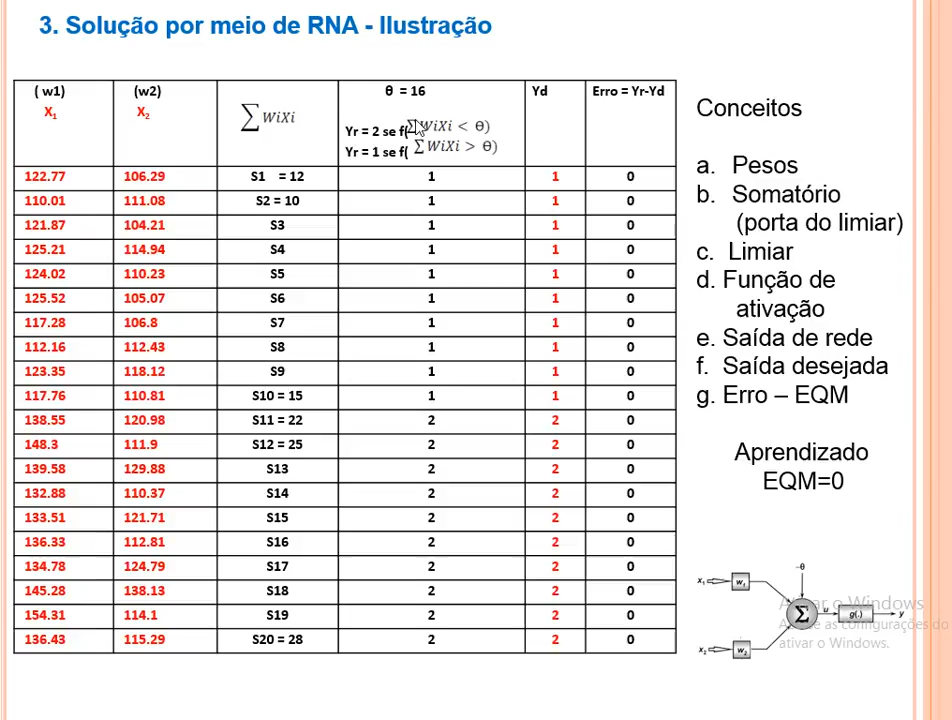 3. Solução por meio de RNA - Ilustração
( w1) (w2) θ = 16 Yd Erro = Yr-Yd
X₁ X₂ ∑WiXi
Yr = 2 se f( ∑WiXi < Θ)
Yr = 1 se f( ∑WiXi > Θ)
122.77 106.29 S1 = 12 1 1 0
110.01 111.08 S2 = 10 1 1 0
121.87 104.21 S3 1 1 0
125.21 114.94 S4 1 1 0
124.02 110.23 S5 1 1 0
125.52 105.07 S6 1 1 0
117.28 106.8 S7 1 1 0
112.16 112.43 S8 1 1 0
123.35 118.12 S9 1 1 0
117.76 110.81 S10 = 15 1 1 0
138.55 120.98 S11 = 22 2 2 0
148.3 111.9 S12 = 25 2 2 0
139.58 129.88 S13 2 2 0
132.88 110.37 S14 2 2 0
133.51 121.71 S15 2 2 0
136.33 112.81 S16 2 2 0
134.78 124.79 S17 2 2 0
145.28 138.13 S18 2 2 0
154.31 114.1 S19 2 2 0
136.43 115.29 S20 = 28 2 2 0
Conceitos
a. Pesos
b. Somatório
(porta do limiar)
c. Limiar
d. Função de
ativação
e. Saída de rede
f. Saída desejada
g. Erro – EQM
Aprendizado
EQM=0
-θ
x₁ w₁
∑ u g(.) y
x₂ w₂
Windows
as configurações do
ativar o Windows.